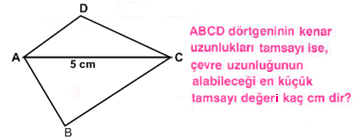 D
A
C
5 cm
B
ABCD dörtgeninin kenar
uzunlukları tamsayı ise,
çevre uzunluğunun
alabileceği en küçük
tamsayı değeri kaç cm dir?